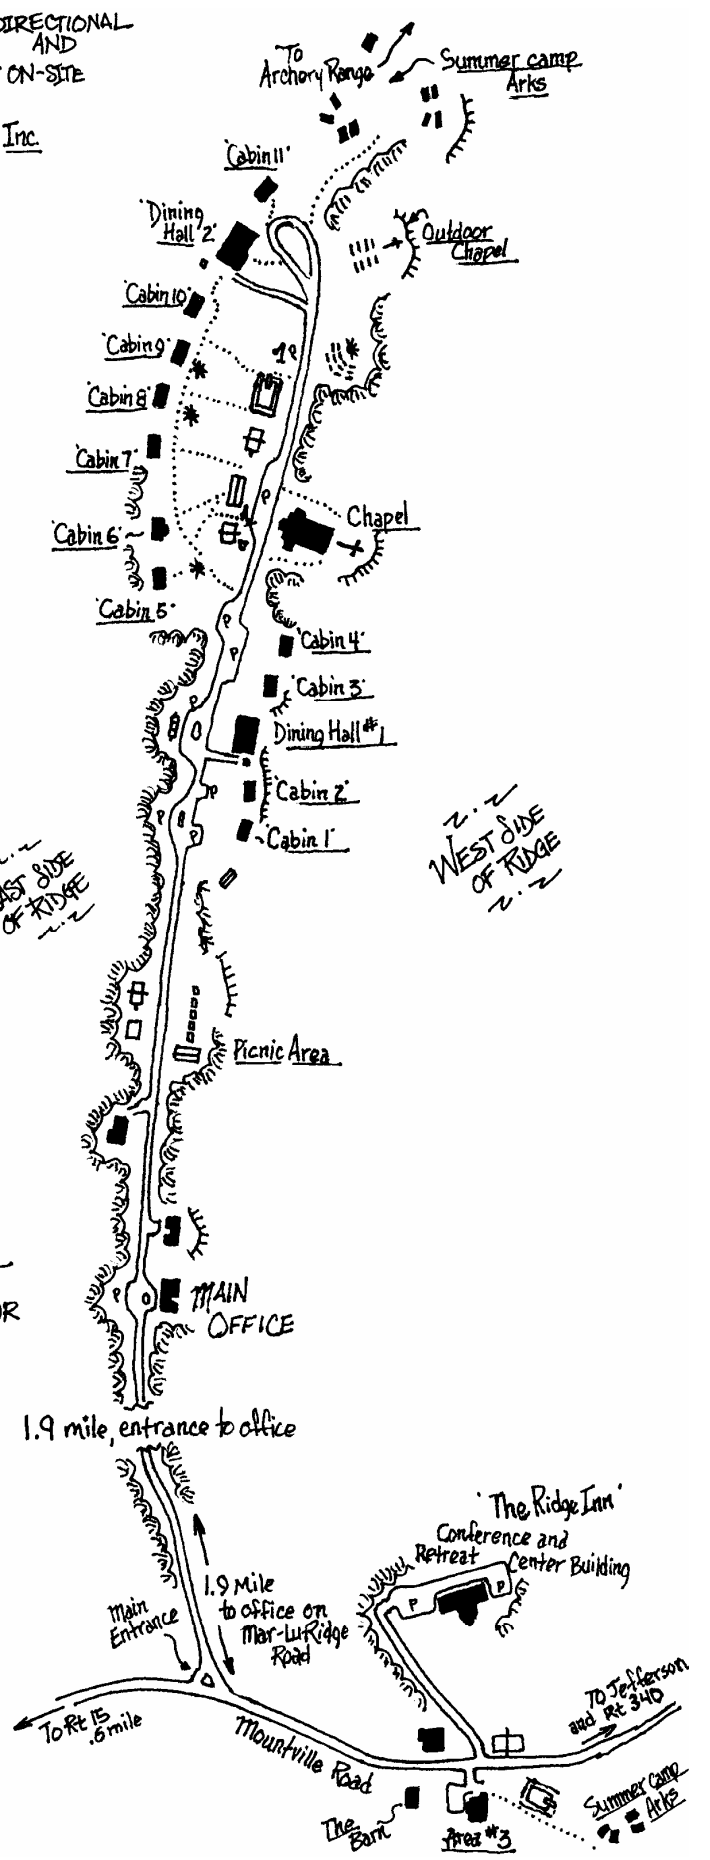 DIRECTIONAL
AND
ON-SITE
Inc.
To
Archery Range
Summer camp
Arks
'Cabin 11'
'Dining
Hall 2'
Outdoor
Chapel
'Cabin 10'
'Cabin 9'
P
'Cabin 8'
'Cabin 7'
P
Chapel
'Cabin 6'
'Cabin 5'
P
'Cabin 4'
P
'Cabin 3'
P
Dining Hall #1
'Cabin 2'
P
P
P
'Cabin 1'
WEST SIDE
OF RIDGE
SIDE
OF RIDGE
Picnic Area
P
MAIN
OFFICE
OR
1.9 mile, entrance to office
'The Ridge Inn'
Conference and
Retreat Center Building
P
P
1.9 Mile
to office on
Mar-Lu-Ridge
Road
Main
Entrance
To Rt 15
.6 mile
Mountville Road
TO Jefferson
and Rt 340
The
Barn
Area #3
Summer Camp
Arks